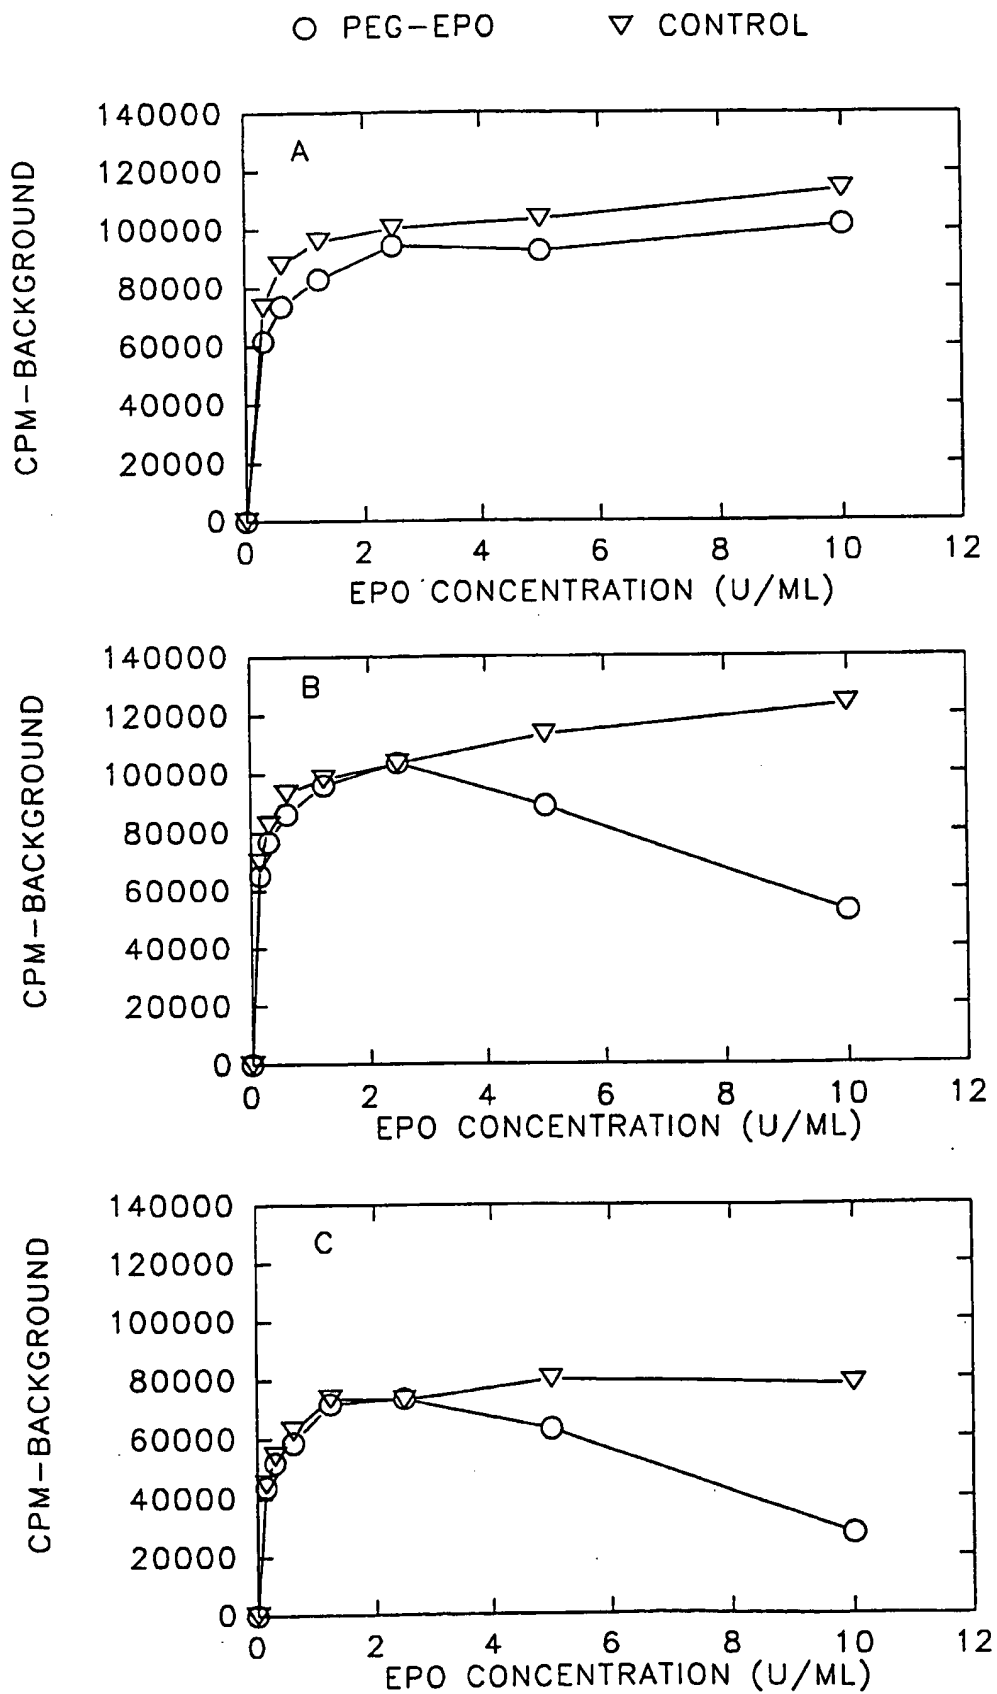 ○ PEG-EPO ▽ CONTROL
A
CPM-BACKGROUND
140000
120000
100000
80000
60000
40000
20000
0
0 2 4 6 8 10 12
EPO CONCENTRATION (U/ML)
B
CPM-BACKGROUND
140000
120000
100000
80000
60000
40000
20000
0
0 2 4 6 8 10 12
EPO CONCENTRATION (U/ML)
C
CPM-BACKGROUND
140000
120000
100000
80000
60000
40000
20000
0
0 2 4 6 8 10 12
EPO CONCENTRATION (U/ML)